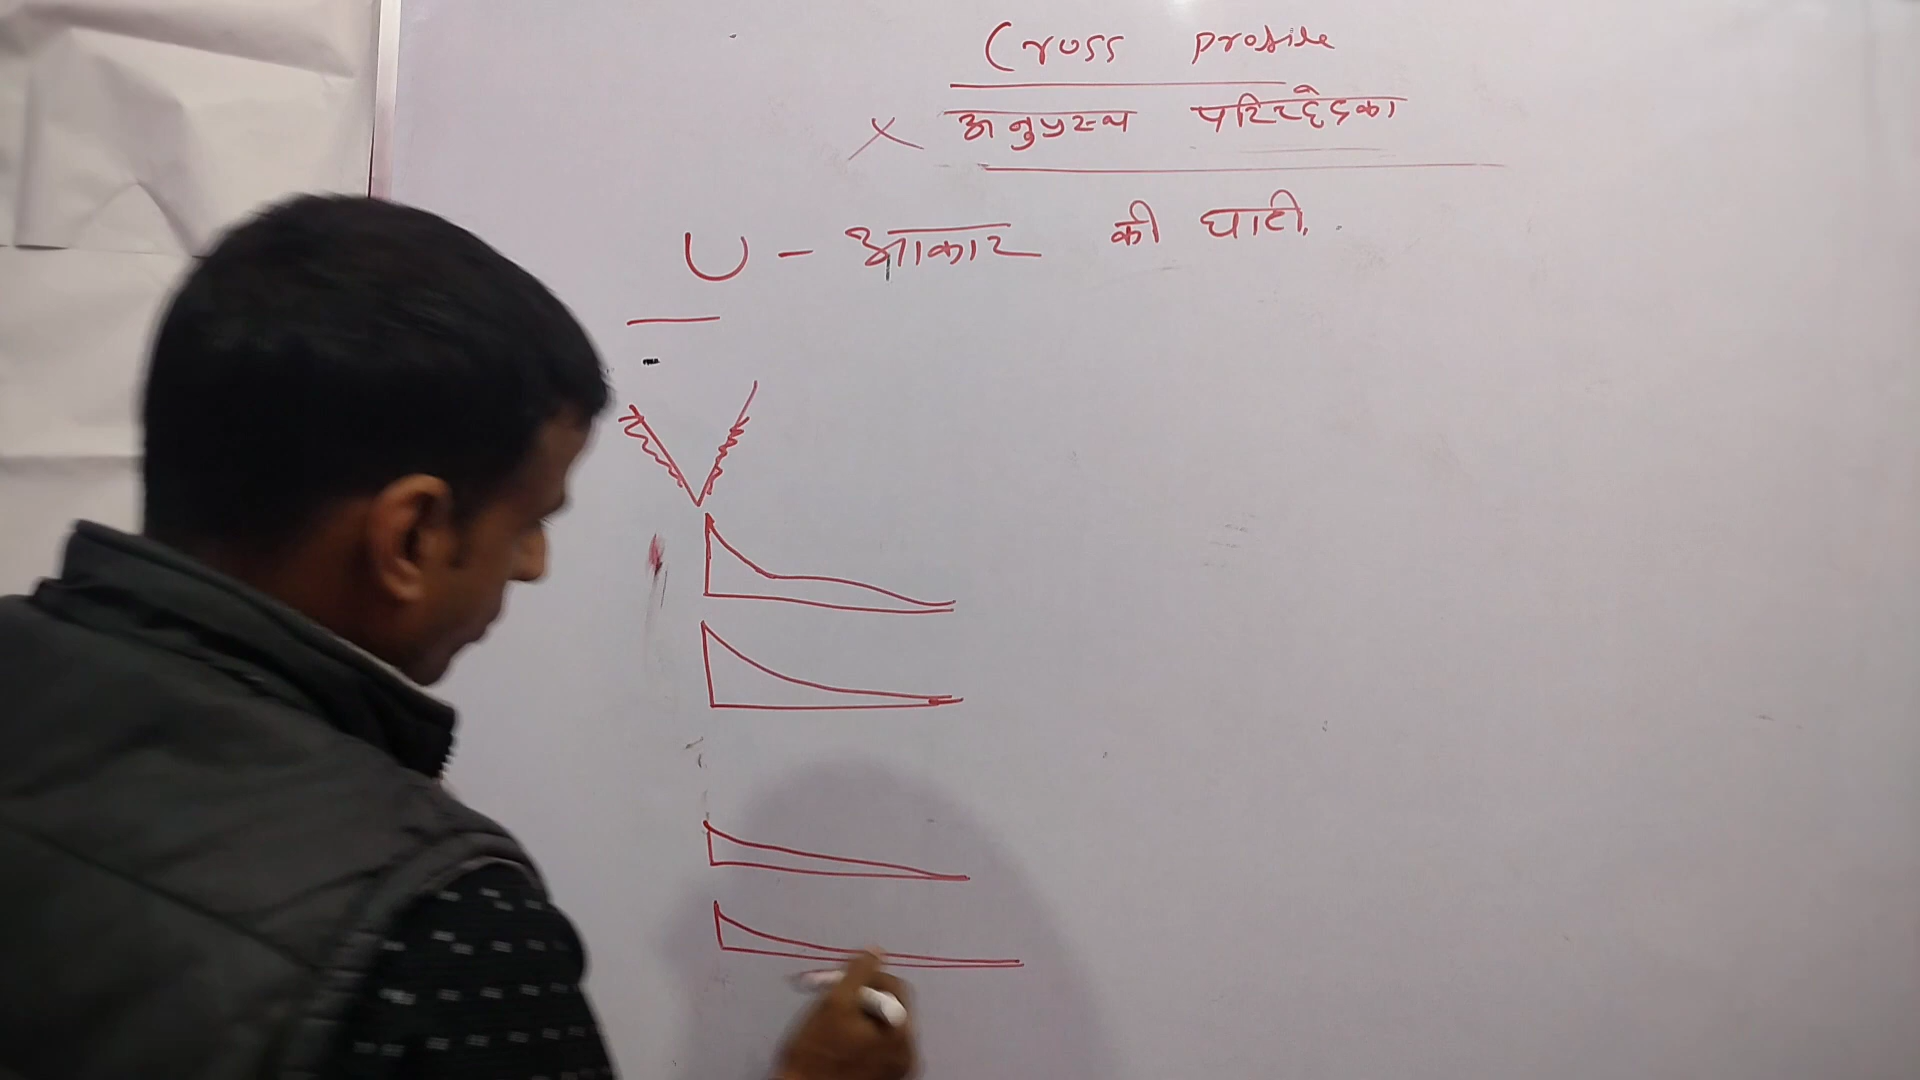 Cross profile
अनुप्रस्थ परिच्छेदिका
U - आकार की घाटी.